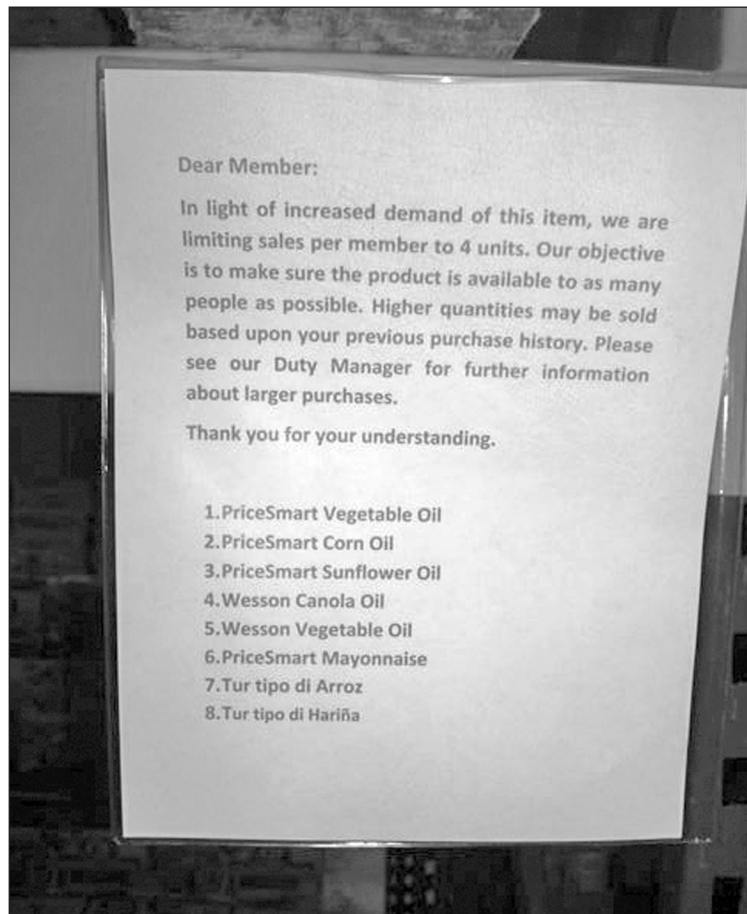 Dear Member:
In light of increased demand of this item, we are
limiting sales per member to 4 units. Our objective
is to make sure the product is available to as many
people as possible. Higher quantities may be sold
based upon your previous purchase history. Please
see our Duty Manager for further information
about larger purchases.
Thank you for your understanding.
1.PriceSmart Vegetable Oil
2.PriceSmart Corn Oil
3.PriceSmart Sunflower Oil
4.Wesson Canola Oil
5.Wesson Vegetable Oil
6.PriceSmart Mayonnaise
7.Tur tipo di Arroz
8.Tur tipo di Hariña